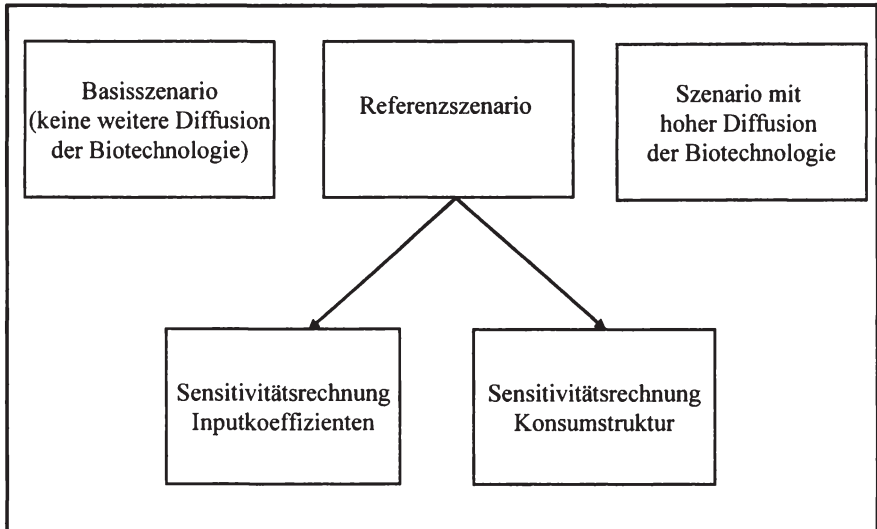 Basisszenario
(keine weitere Diffusion
der Biotechnologie)
Referenzszenario
Szenario mit
hoher Diffusion
der Biotechnologie
Sensitivitätsrechnung
Inputkoeffizienten
Sensitivitätsrechnung
Konsumstruktur